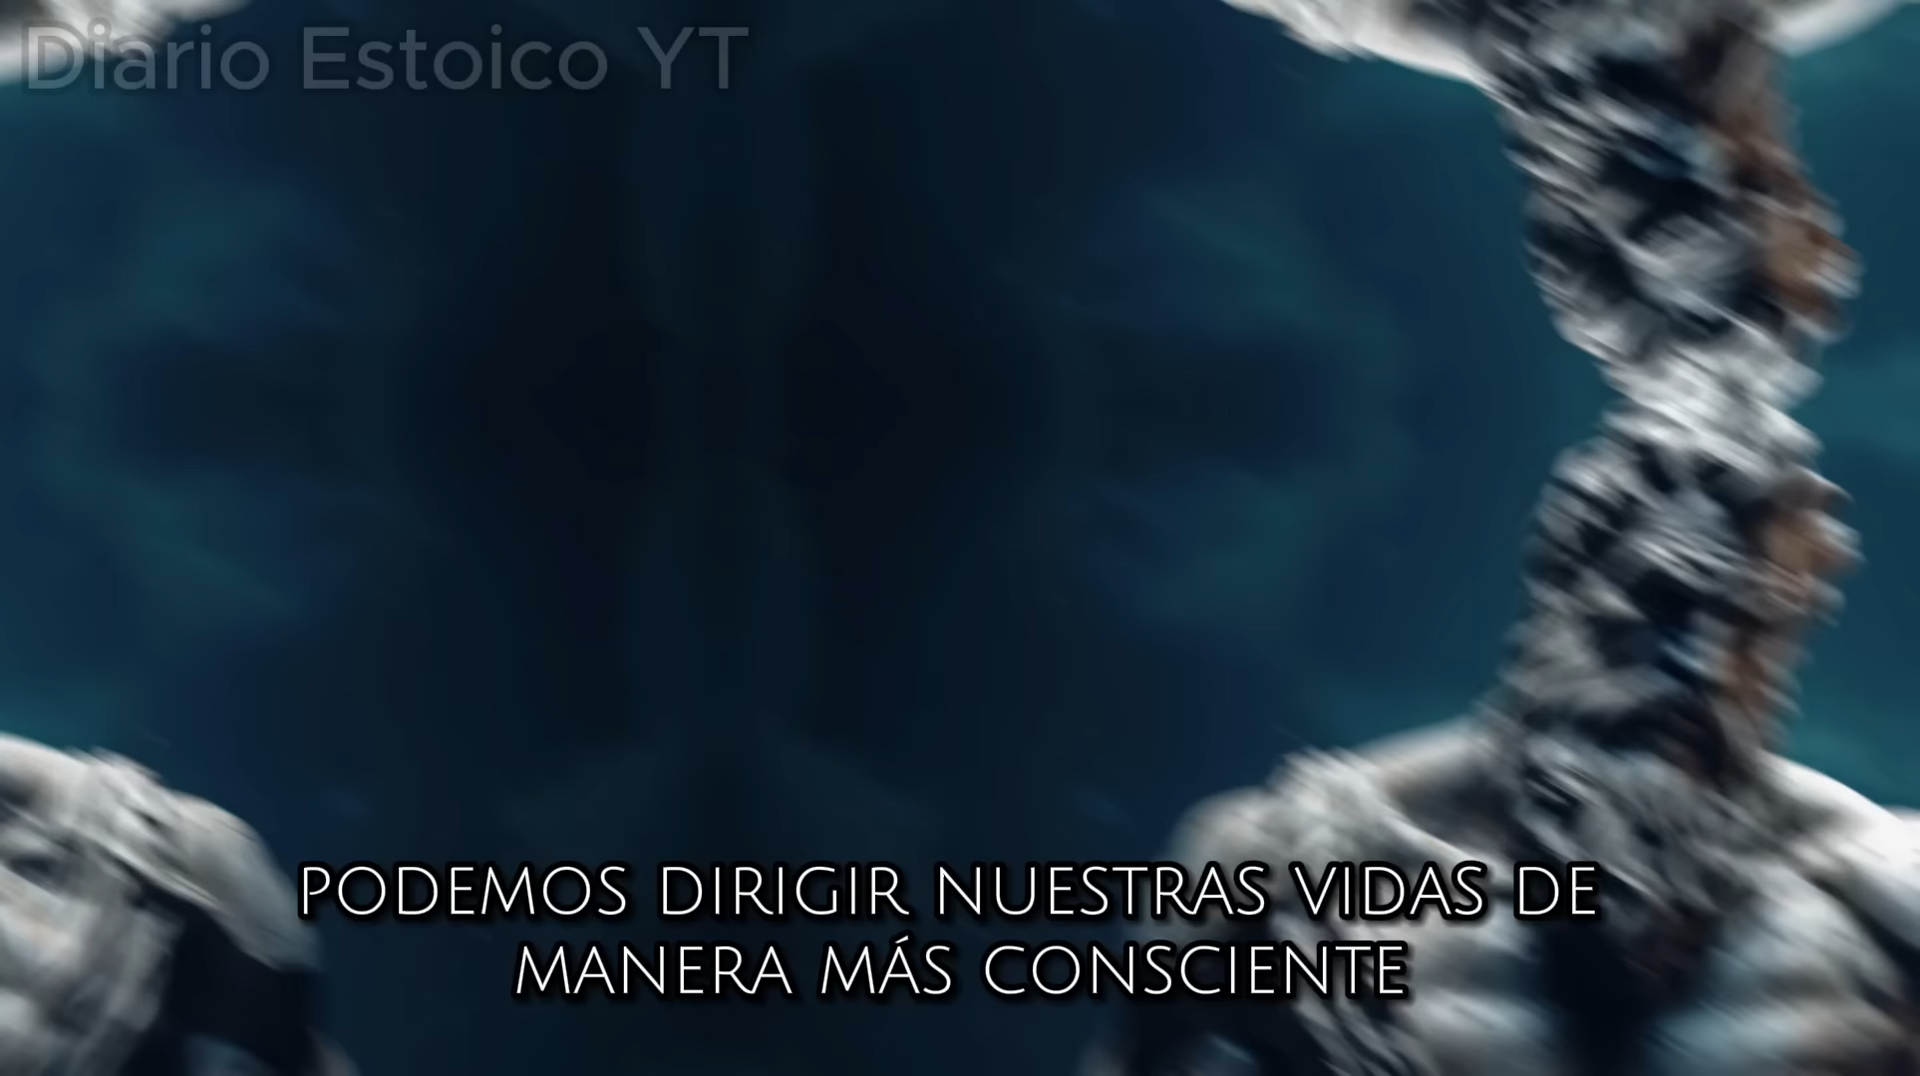 Diario Estoico YT
PODEMOS DIRIGIR NUESTRAS VIDAS DE
MANERA MÁS CONSCIENTE